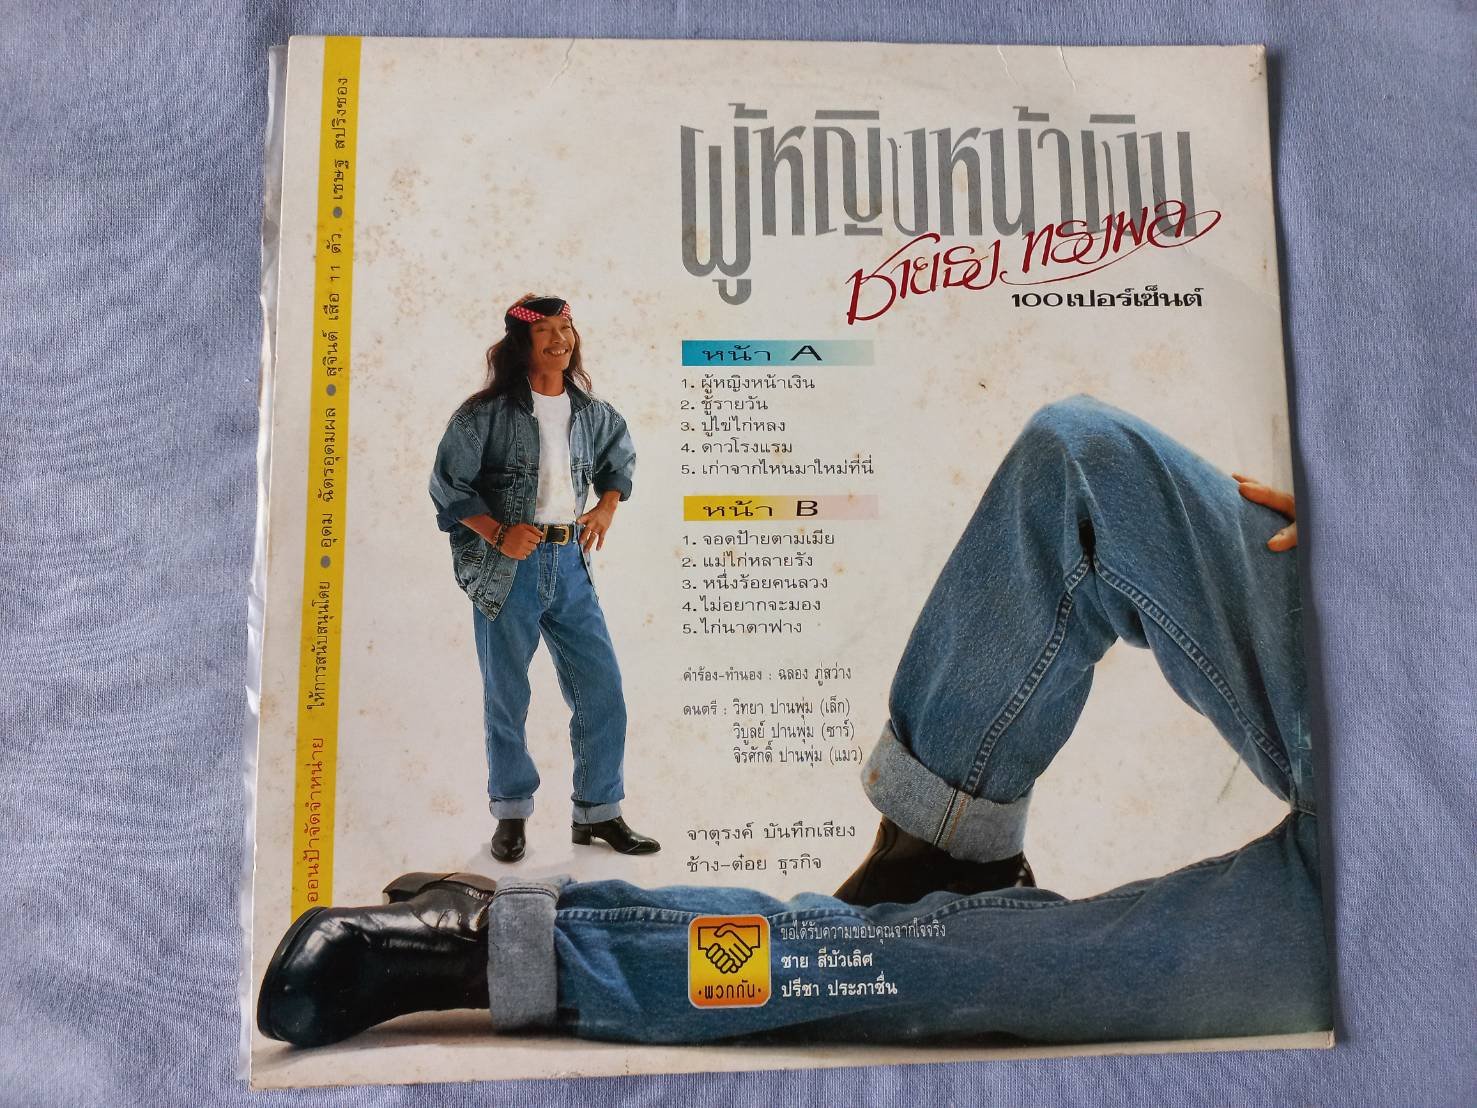 ผู้หญิงหน้าเงิน
ชายธง ทรงพล
100เปอร์เซ็นต์
หน้า A
1. ผู้หญิงหน้าเงิน
2. ชู้รายวัน
3. ปูไข่ไก่หลง
4. ดาวโรงแรม
5. เก่าจากไหนมาใหม่ที่นี่
หน้า B
1. จอดป้ายตามเมีย
2. แม่ไก่หลายรัง
3. หนึ่งร้อยคนลวง
4. ไม่อยากจะมอง
5. ไก่นาตาฟาง
คำร้อง-ทำนอง : ฉลอง ภู่สว่าง
ดนตรี : วิทยา ปานพุ่ม (เล็ก)
วิบูลย์ ปานพุ่ม (ซาร์)
จิรศักดิ์ ปานพุ่ม (แมว)
จาตุรงค์ บันทึกเสียง
ช้าง-ต๋อย ธุรกิจ
ขอได้รับความขอบคุณจากใจจริง
ชาย สีบัวเลิศ
ปรีชา ประภาชื่น
•พวกกัน•
ออนป้าจัดจำหน่าย ให้การสนับสนุนโดย ● อุดม ฉัตรอุดมผล ● สุจินต์ เสือ 11 ตัว ● เชษฐ สปริงซอง